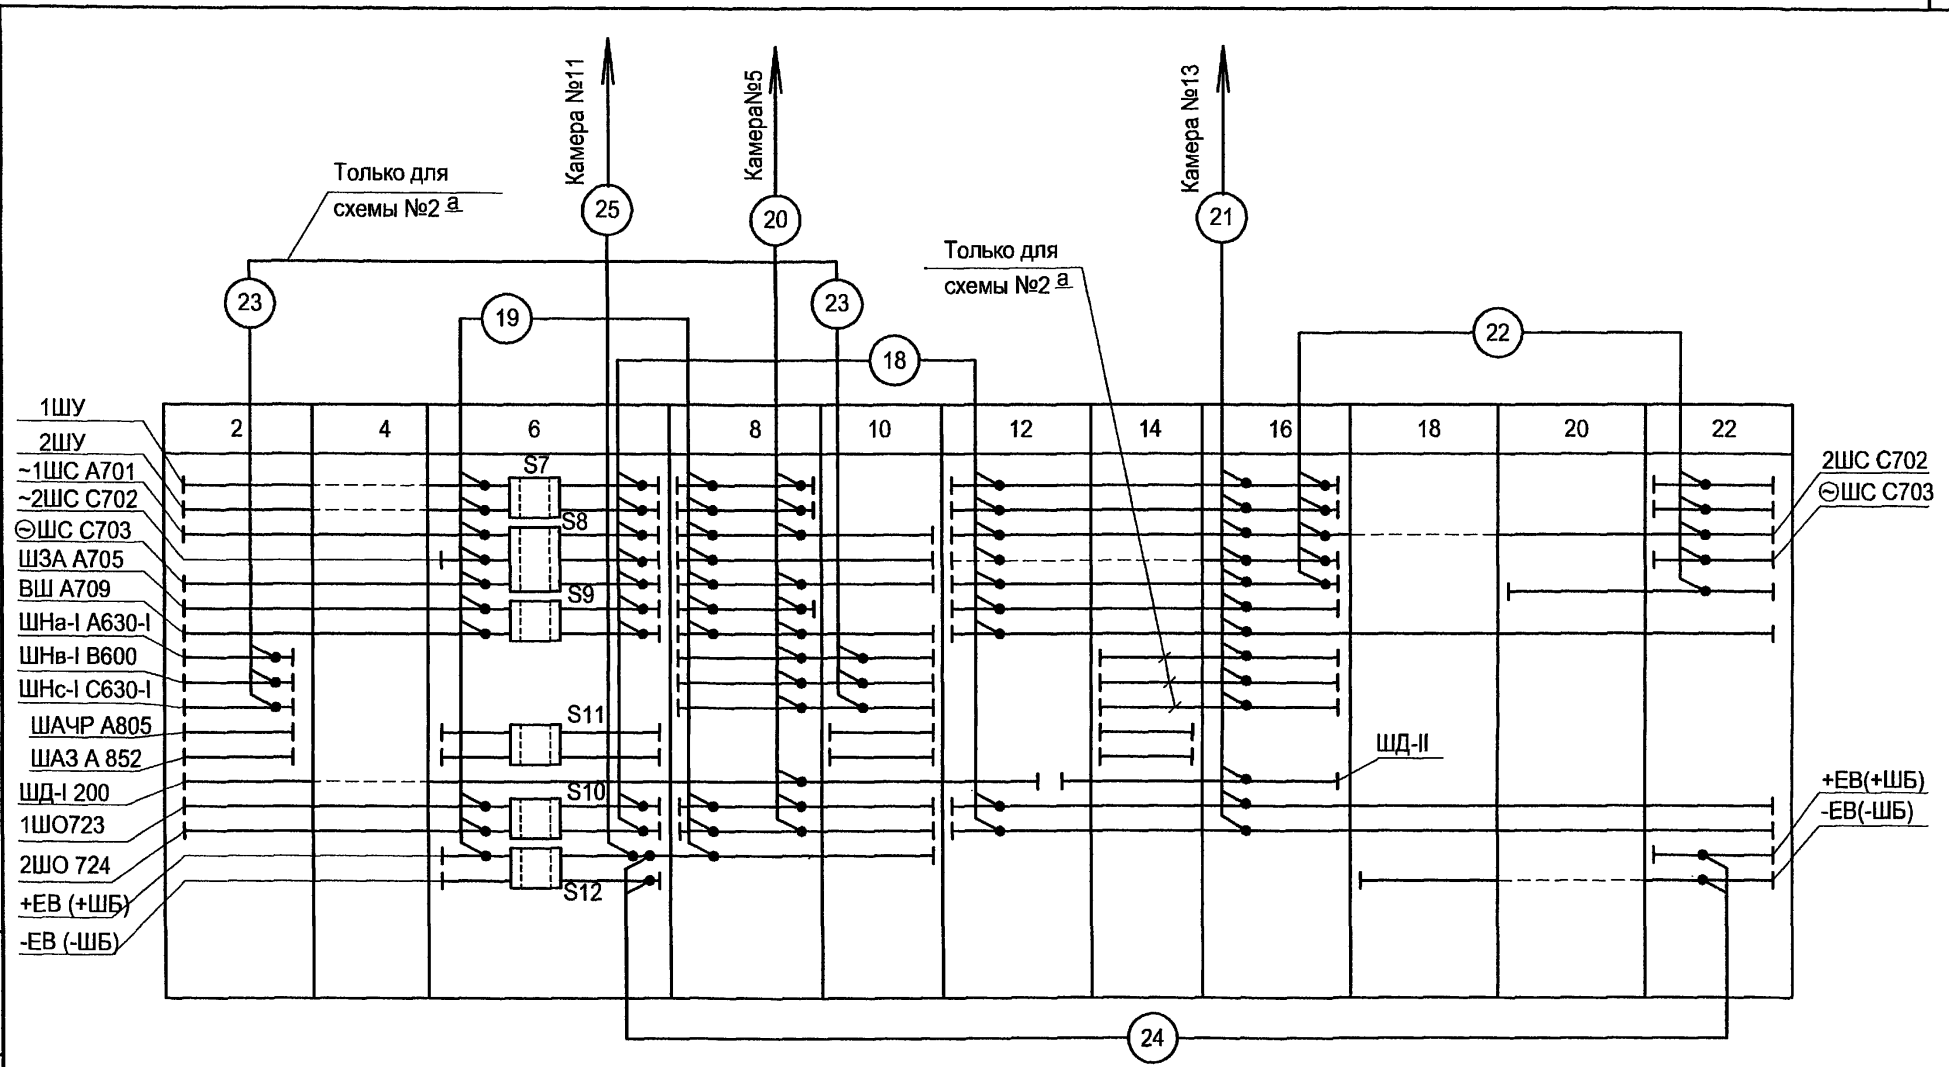 Камера №11
Камера№5
Камера №13
Только для
схемы №2 а
25
20
21
Только для
схемы №2 а
23
23
19
22
18
1ШУ
2ШУ
~1ШС А701
~2ШС С702
ШС С703
ШЗА А705
ВШ А709
ШНа-I А630-I
ШНв-I В600
ШНс-I С630-I
ШАЧР А805
ШАЗ А 852
ШД-I 200
1ШО723
2ШО 724
+ЕВ (+ШБ)
-ЕВ (-ШБ)
2 4 6 8 10 12 14 16 18 20 22
S7
S8
S9
S11
S10
S12
2ШС С702
ШС С703
ШД-II
+ЕВ(+ШБ)
-ЕВ(-ШБ)
24